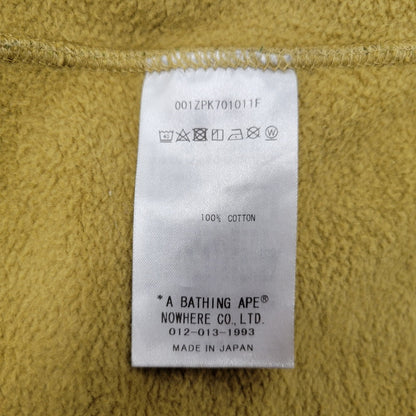 001ZPK701011F
100% COTTON
*A BATHING APE®
NOWHERE CO., LTD.
012-013-1993
MADE IN JAPAN